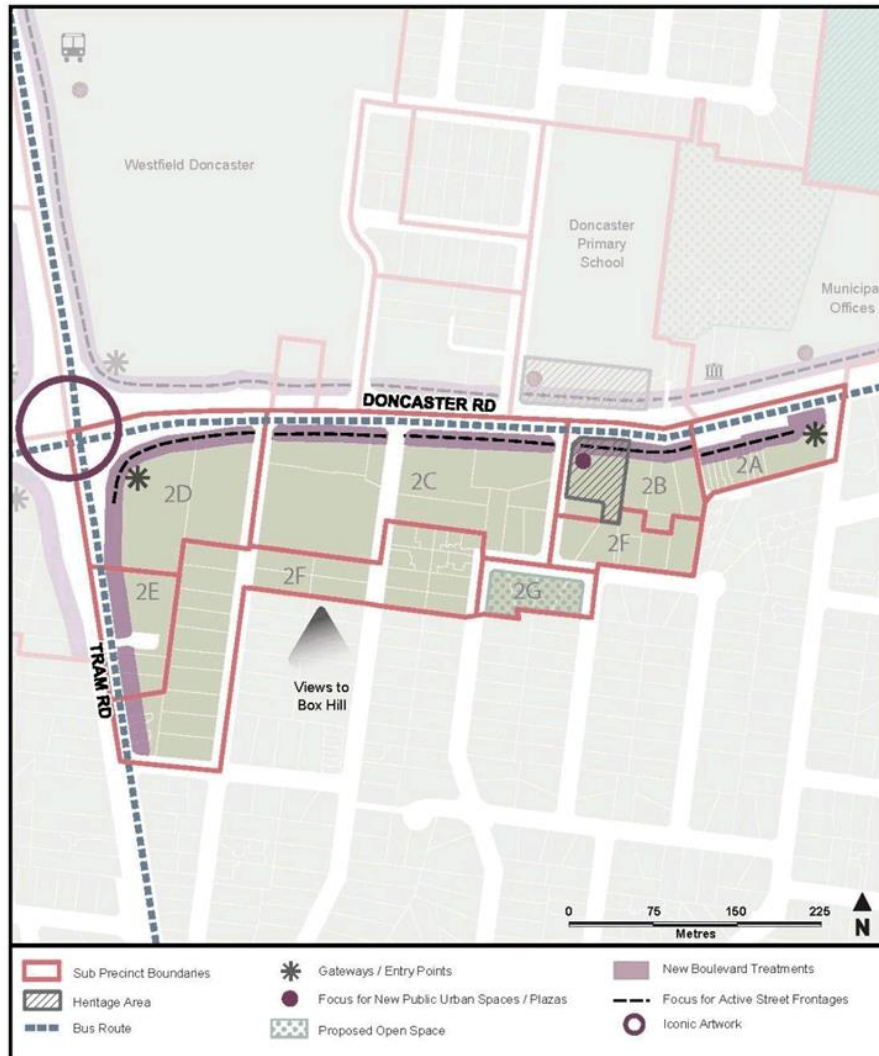 Westfield Doncaster
Doncaster
Primary
School
Municipa
Offices
DONCASTER RD
2A
2B
2C
2D
2F
2E
2F
2G
TRAM RD
Views to
Box Hill
0 75 150 225
Metres
N
Sub Precinct Boundaries
Heritage Area
Bus Route
Gateways / Entry Points
Focus for New Public Urban Spaces / Plazas
Proposed Open Space
New Boulevard Treatments
Focus for Active Street Frontages
Iconic Artwork